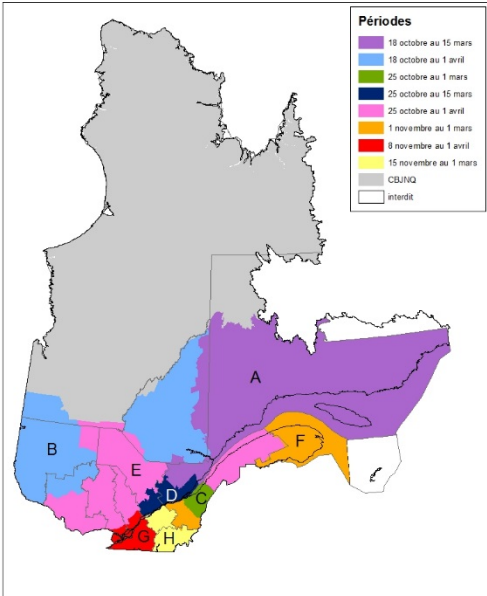 Périodes
18 octobre au 15 mars
18 octobre au 1 avril
25 octobre au 1 mars
25 octobre au 15 mars
25 octobre au 1 avril
1 novembre au 1 mars
8 novembre au 1 avril
15 novembre au 1 mars
CBJNQ
interdit
A
B
E
F
D
C
G
H